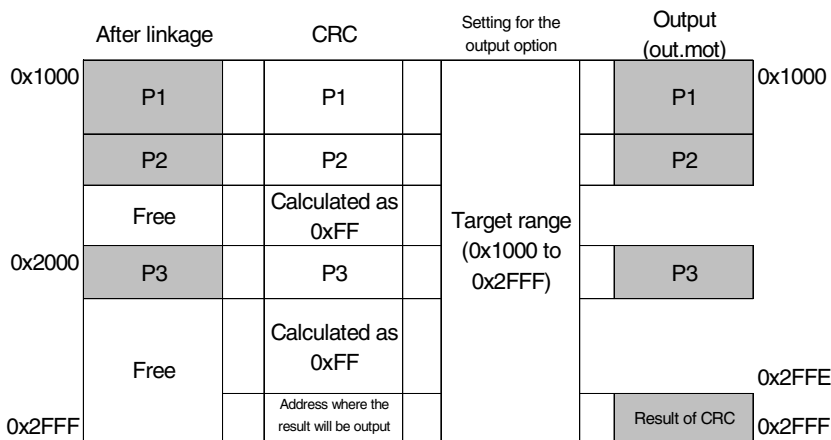 After linkage
CRC
Setting for the
output option
Output
(out.mot)
0x1000
P1
P1
P1
0x1000
P2
P2
P2
Free
Calculated as
0xFF
Target range
(0x1000 to
0x2FFF)
0x2000
P3
P3
P3
Free
Calculated as
0xFF
0x2FFE
Address where the
result will be output
Result of CRC
0x2FFF
0x2FFF